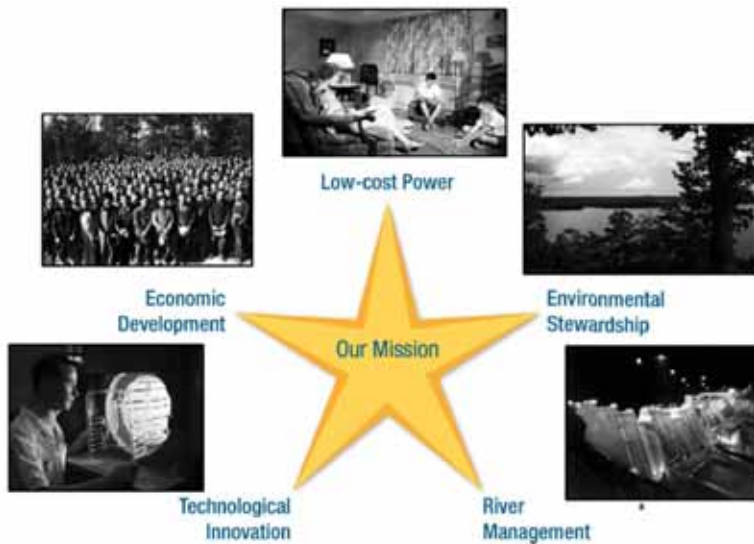 Low-cost Power
Economic
Development
Environmental
Stewardship
Our Mission
Technological
Innovation
River
Management